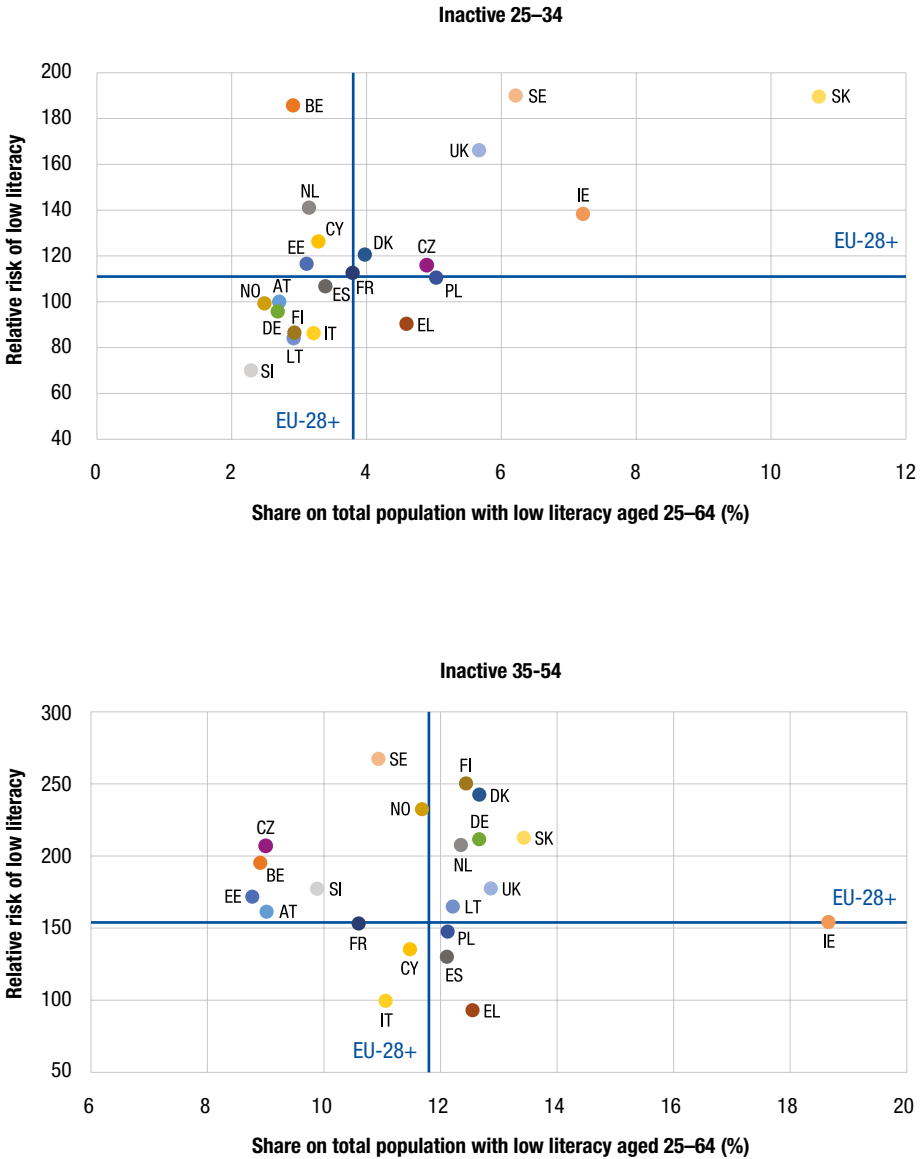 Inactive 25–34
Relative risk of low literacy
200
180
160
140
120
100
80
60
40
BE
SE
SK
UK
NL
IE
CY
EE
DK
CZ
EU-28+
NO
AT
ES
FR
PL
DE
FI
IT
EL
LT
SI
EU-28+
0 2 4 6 8 10 12
Share on total population with low literacy aged 25–64 (%)
Inactive 35-54
Relative risk of low literacy
300
250
200
150
100
50
SE
FI
DK
NO
CZ
DE
SK
NL
BE
EE
SI
UK
AT
LT
EU-28+
FR
PL
IE
CY
ES
IT
EL
EU-28+
6 8 10 12 14 16 18 20
Share on total population with low literacy aged 25–64 (%)